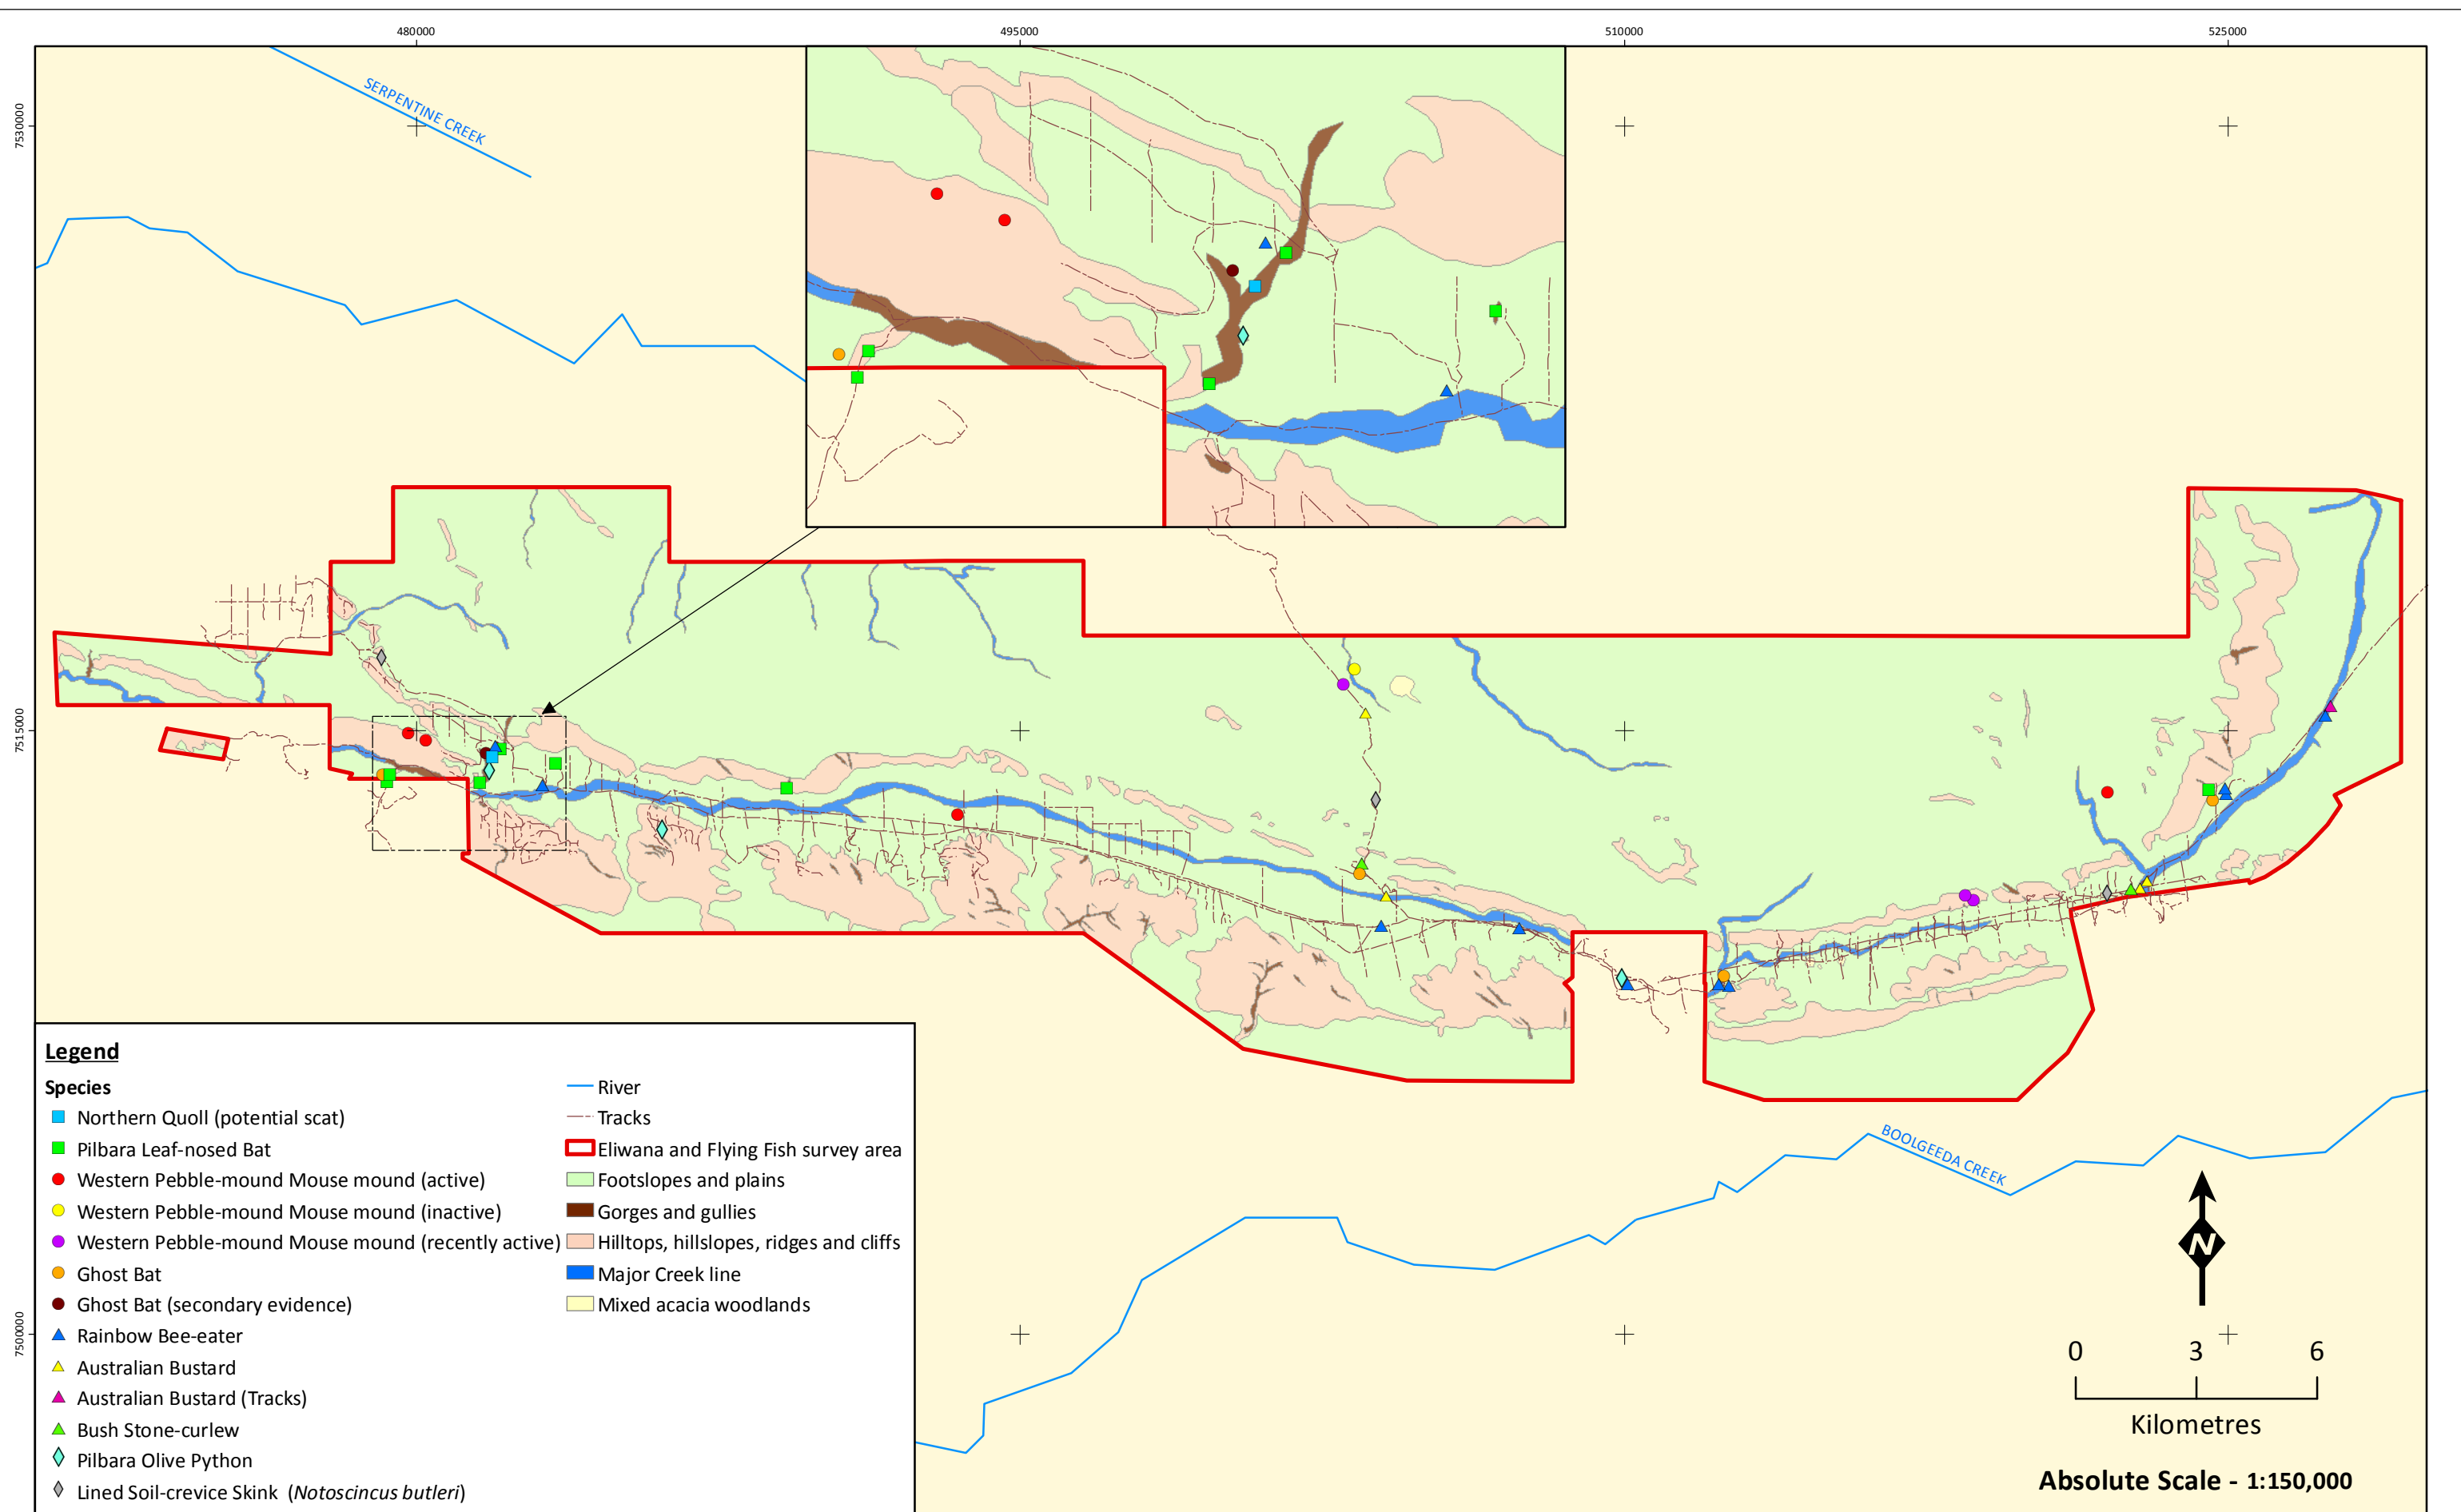 480000
495000
510000
525000
7530000
7515000
7500000
SERPENTINE CREEK
BOOLGEEDA CREEK
Legend
Species
Northern Quoll (potential scat)
Pilbara Leaf-nosed Bat
Western Pebble-mound Mouse mound (active)
Western Pebble-mound Mouse mound (inactive)
Western Pebble-mound Mouse mound (recently active)
Ghost Bat
Ghost Bat (secondary evidence)
Rainbow Bee-eater
Australian Bustard
Australian Bustard (Tracks)
Bush Stone-curlew
Pilbara Olive Python
Lined Soil-crevice Skink (Notoscincus butleri)
River
Tracks
Eliwana and Flying Fish survey area
Footslopes and plains
Gorges and gullies
Hilltops, hillslopes, ridges and cliffs
Major Creek line
Mixed acacia woodlands
N
0 3 6
Kilometres
Absolute Scale - 1:150,000